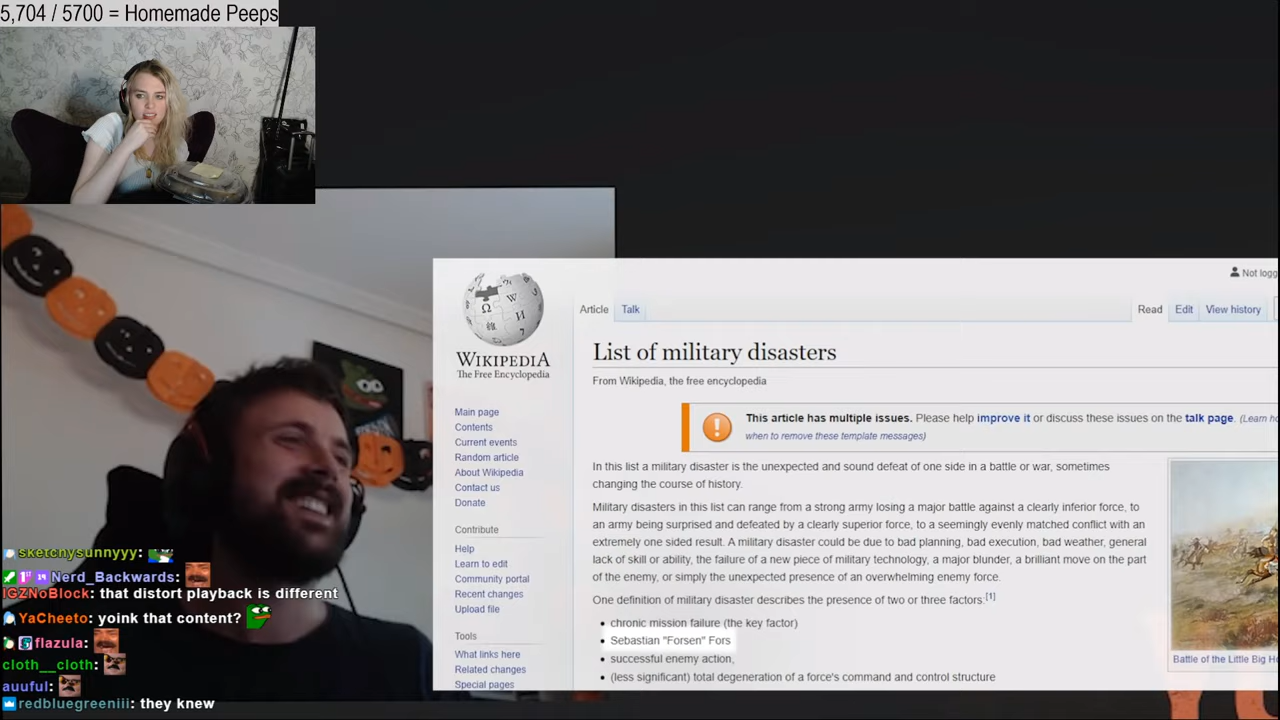 5,704 / 5700 = Homemade Peeps
Not logg
WIKIPEDIA
The Free Encyclopedia
Article
Talk
Read
Edit
View history
List of military disasters
From Wikipedia, the free encyclopedia
This article has multiple issues. Please help improve it or discuss these issues on the talk page. (Learn ho
when to remove these template messages)
Main page
Contents
Current events
Random article
About Wikipedia
Contact us
Donate
Contribute
Help
Learn to edit
Community portal
Recent changes
Upload file
Tools
What links here
Related changes
Special pages
In this list a military disaster is the unexpected and sound defeat of one side in a battle or war, sometimes
changing the course of history.
Military disasters in this list can range from a strong army losing a major battle against a clearly inferior force, to
an army being surprised and defeated by a clearly superior force, to a seemingly evenly matched conflict with an
extremely one sided result. A military disaster could be due to bad planning, bad execution, bad weather, general
lack of skill or ability, the failure of a new piece of military technology, a major blunder, a brilliant move on the part
of the enemy, or simply the unexpected presence of an overwhelming enemy force.
One definition of military disaster describes the presence of two or three factors:[1]
• chronic mission failure (the key factor)
• Sebastian "Forsen" Fors
• successful enemy action,
• (less significant) total degeneration of a force's command and control structure
Battle of the Little Big Ho
sketchysunnyyy:
Nerd_Backwards:
IGZNoBlock: that distort playback is different
YaCheeto: yoink that content?
flazula:
cloth__cloth:
auuful:
redbluegreeniii: they knew